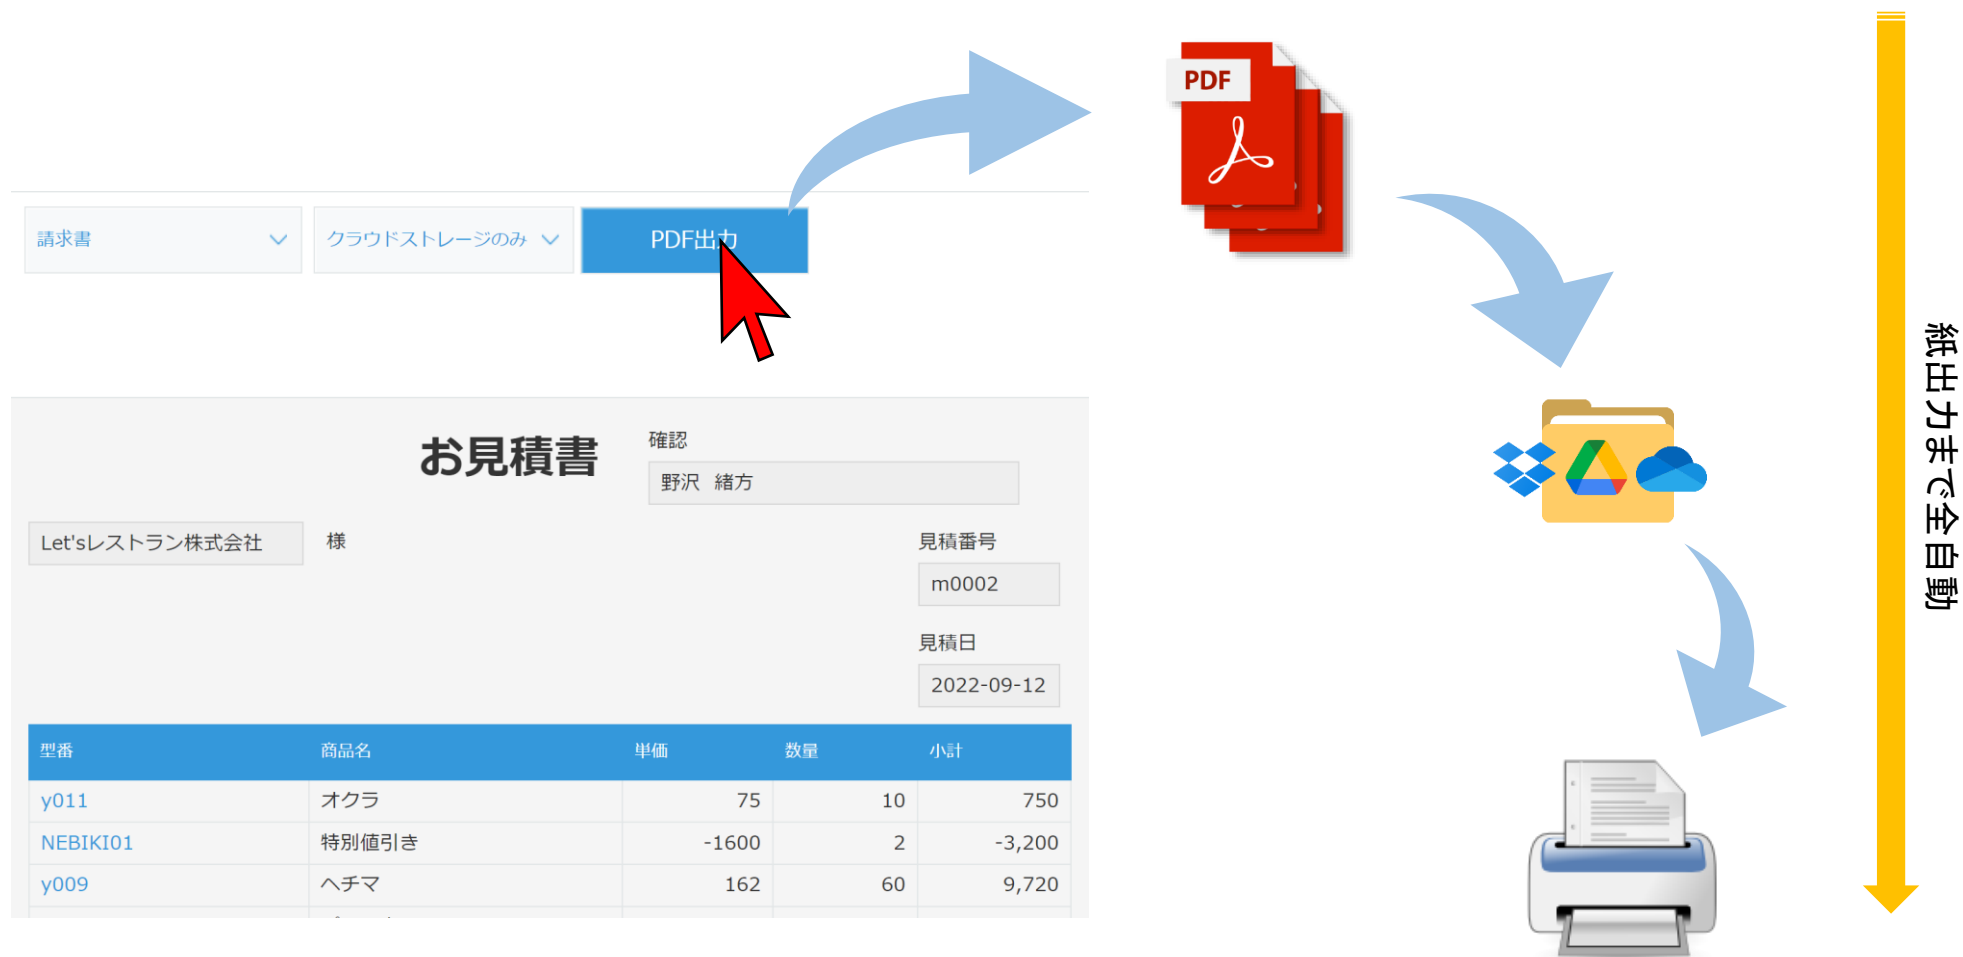 PDF
請求書
クラウドストレージのみ
PDF出力
お見積書
確認
野沢 緒方
Let'sレストラン株式会社 様
見積番号
m0002
見積日
2022-09-12
型番 商品名 単価 数量 小計
y011 オクラ 75 10 750
NEBIKI01 特別値引き -1600 2 -3,200
y009 ヘチマ 162 60 9,720
紙出力まで全自動